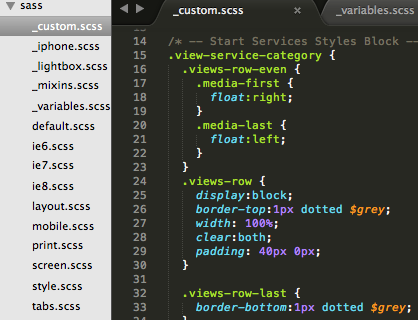 sass
_custom.scss
_iphone.scss
_lightbox.scss
_mixins.scss
_variables.scss
default.scss
ie6.scss
ie7.scss
ie8.scss
layout.scss
mobile.scss
print.scss
screen.scss
style.scss
tabs.scss
_custom.scss × _variables.scss
14 /* -- Start Services Styles Block --
15 .view-service-category {
16 .views-row-even {
17 .media-first {
18 float:right;
19 }
20 .media-last {
21 float:left;
22 }
23 }
24 .views-row {
25 display:block;
26 border-top:1px dotted $grey;
27 width: 100%;
28 clear:both;
29 padding: 40px 0px;
30 }
31
32 .views-row-last {
33 border-bottom:1px dotted $grey;